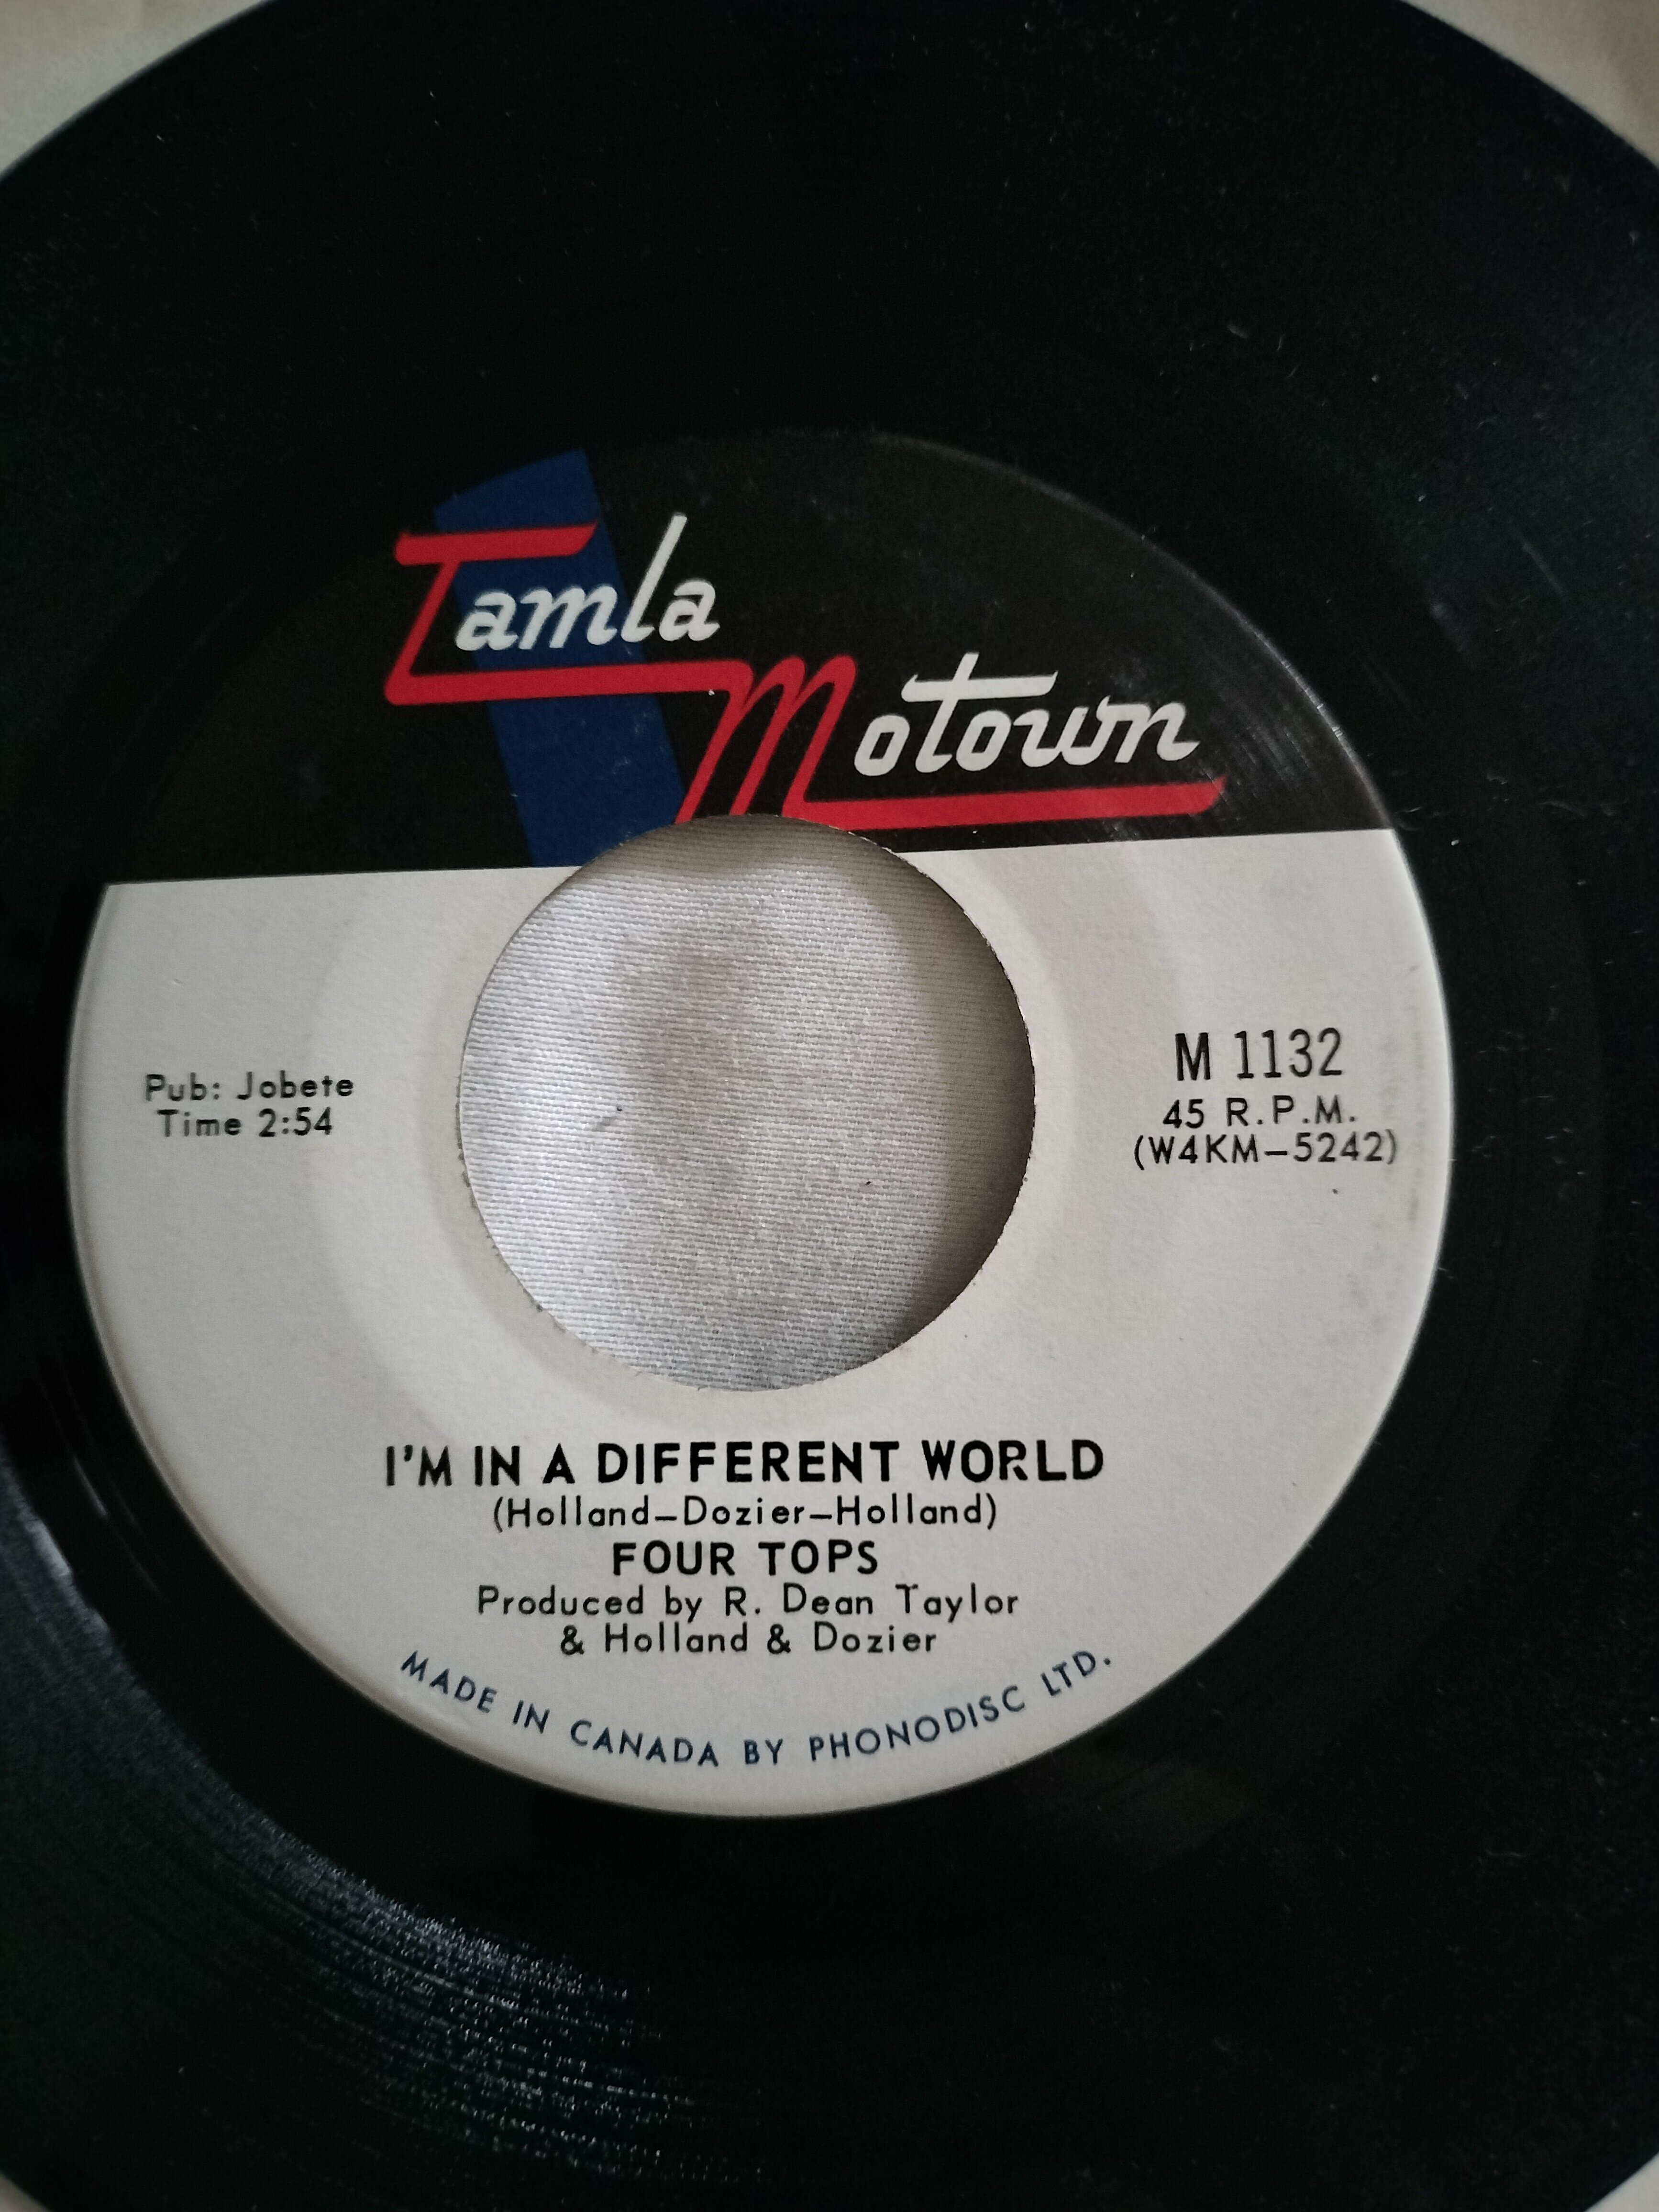 Tamla
Motown
Pub: Jobete
Time 2:54
M 1132
45 R.P.M.
(W4KM-5242)
I'M IN A DIFFERENT WORLD
(Holland-Dozier-Holland)
FOUR TOPS
Produced by R. Dean Taylor
& Holland & Dozier
MADE IN CANADA BY PHONODISC LTD.